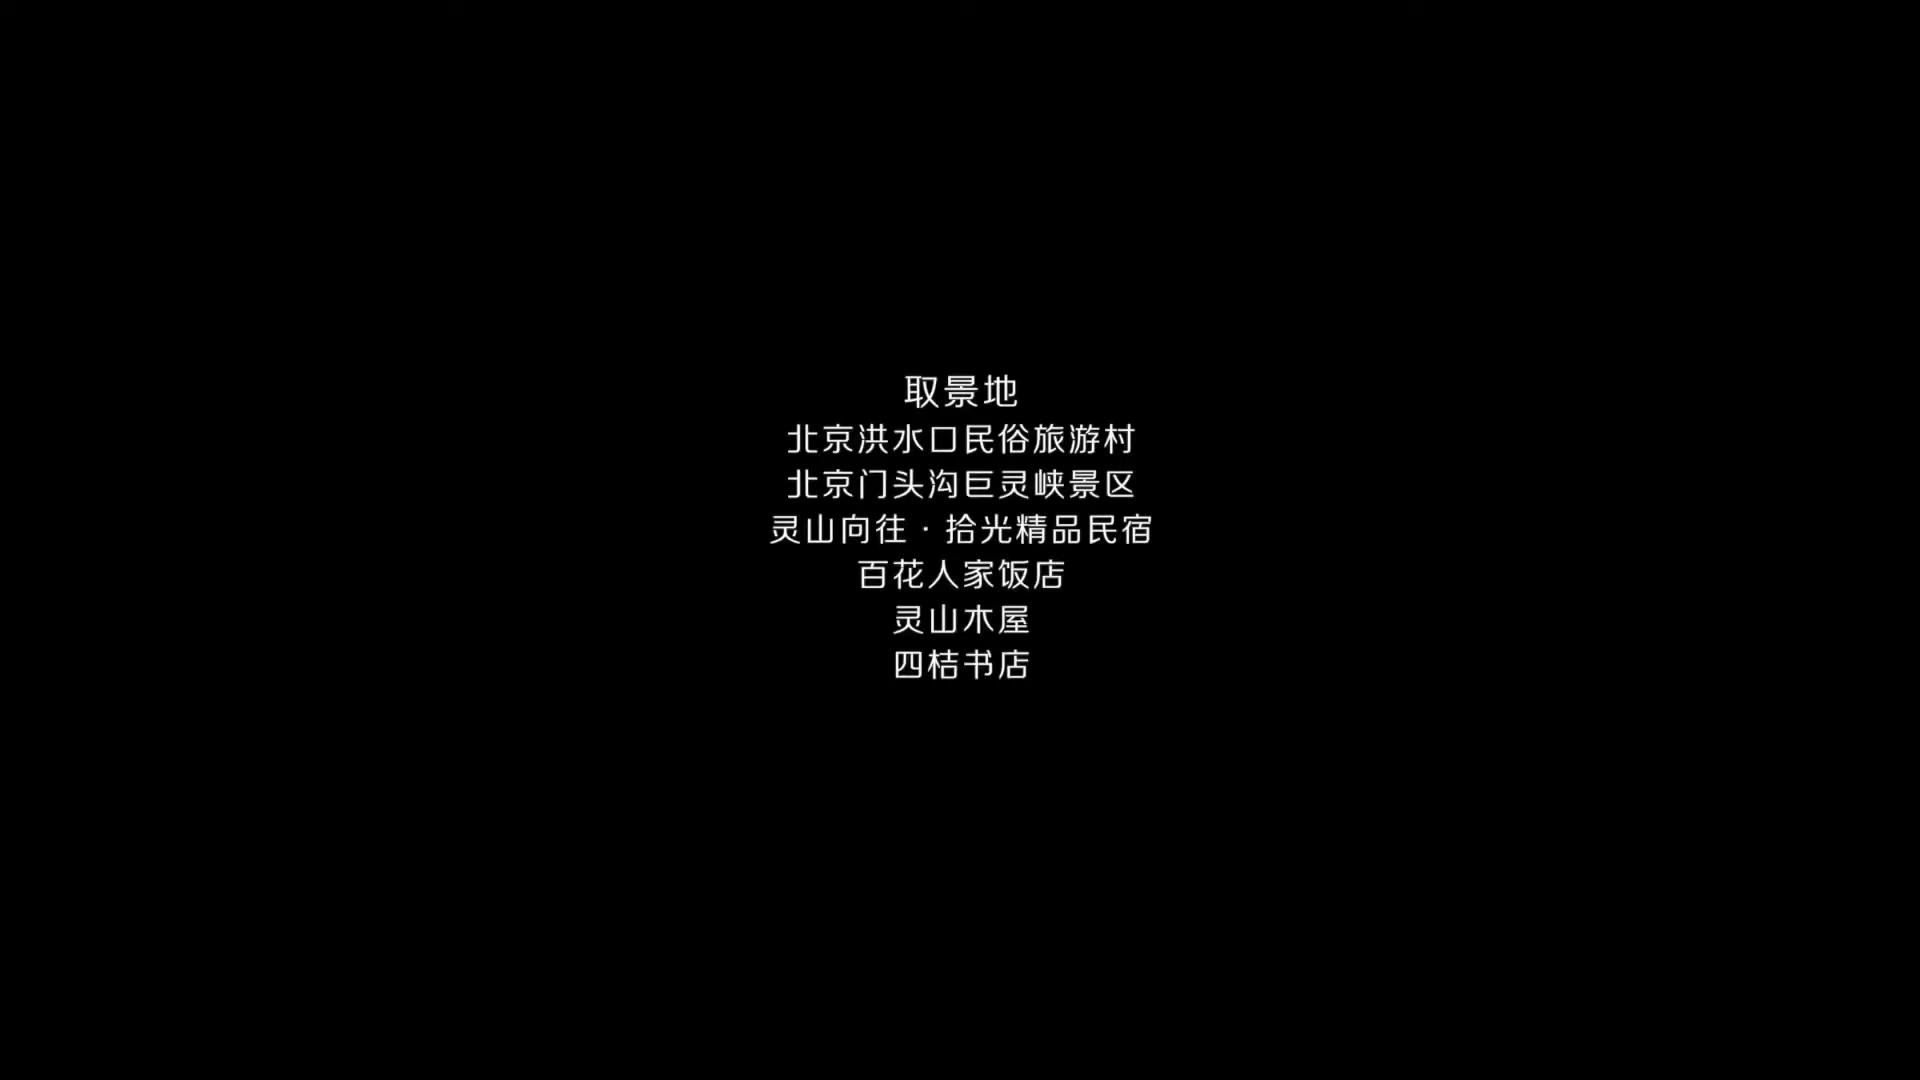 取景地
北京洪水口民俗旅游村
北京门头沟巨灵峡景区
灵山向往·拾光精品民宿
百花人家饭店
灵山木屋
四桔书店